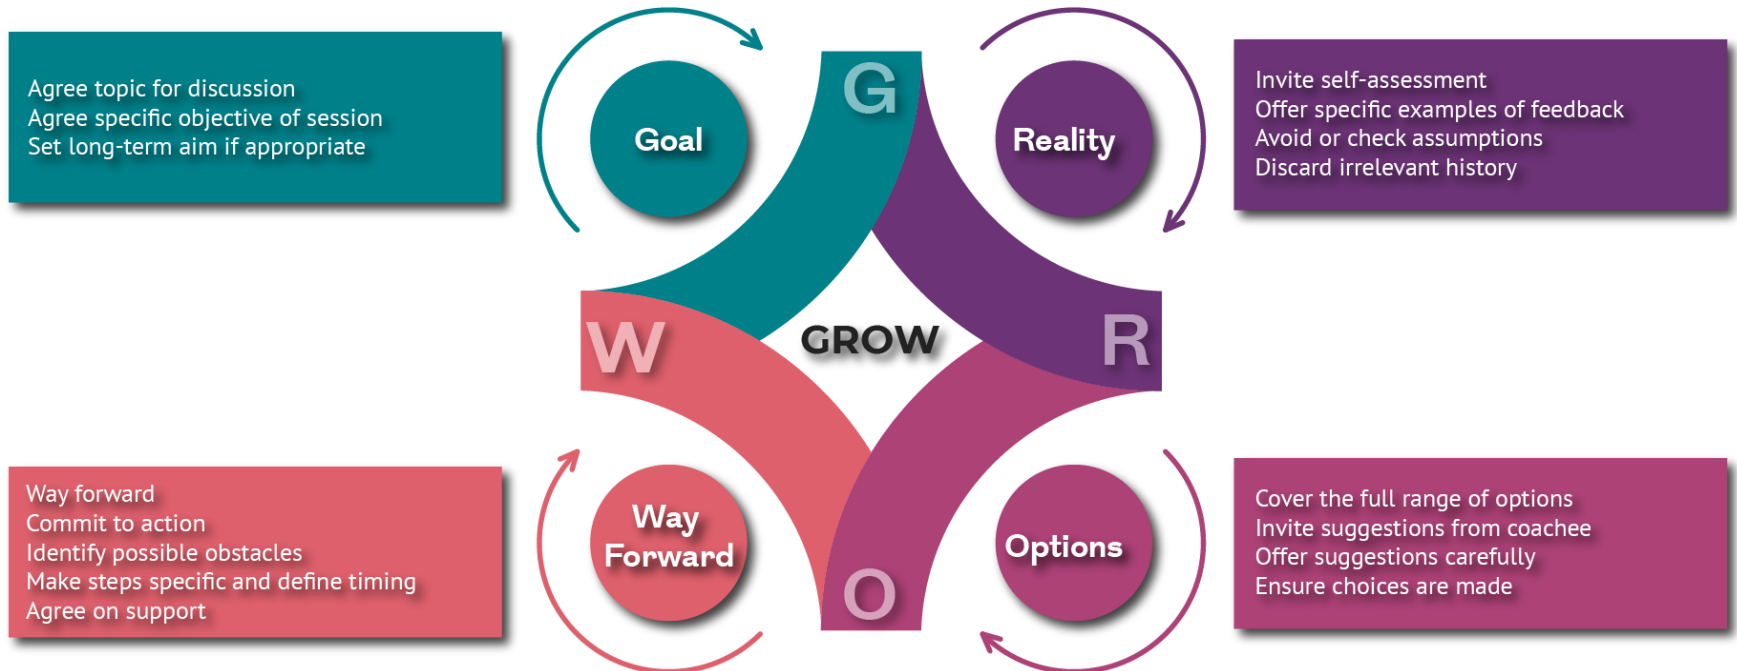 Agree topic for discussion
Agree specific objective of session
Set long-term aim if appropriate
Goal
G
Reality
Invite self-assessment
Offer specific examples of feedback
Avoid or check assumptions
Discard irrelevant history
W
GROW
R
Way forward
Commit to action
Identify possible obstacles
Make steps specific and define timing
Agree on support
Way
Forward
O
Options
Cover the full range of options
Invite suggestions from coachee
Offer suggestions carefully
Ensure choices are made